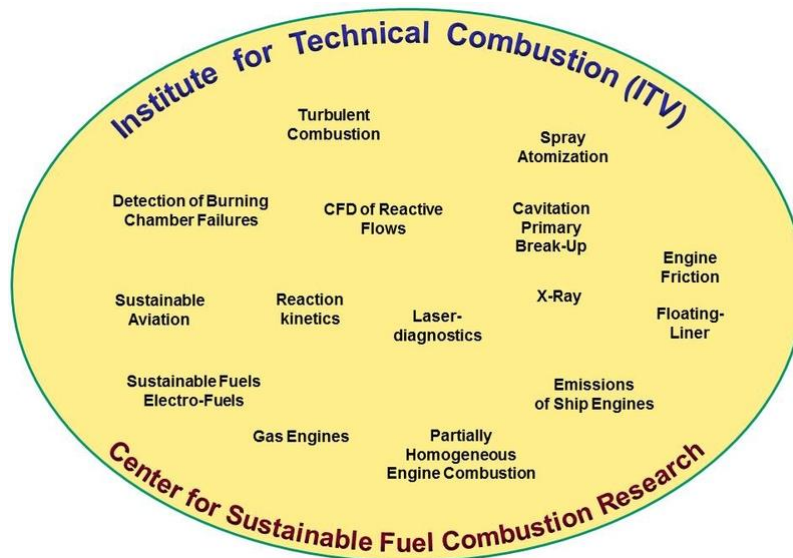 Institute for Technical Combustion (ITV)
Turbulent
Combustion
Spray
Atomization
Detection of Burning
Chamber Failures
CFD of Reactive
Flows
Cavitation
Primary
Break-Up
Engine
Friction
Sustainable
Aviation
Reaction
kinetics
Laser-
diagnostics
X-Ray
Floating-
Liner
Sustainable Fuels
Electro-Fuels
Emissions
of Ship Engines
Gas Engines
Partially
Homogeneous
Engine Combustion
Center for Sustainable Fuel Combustion Research